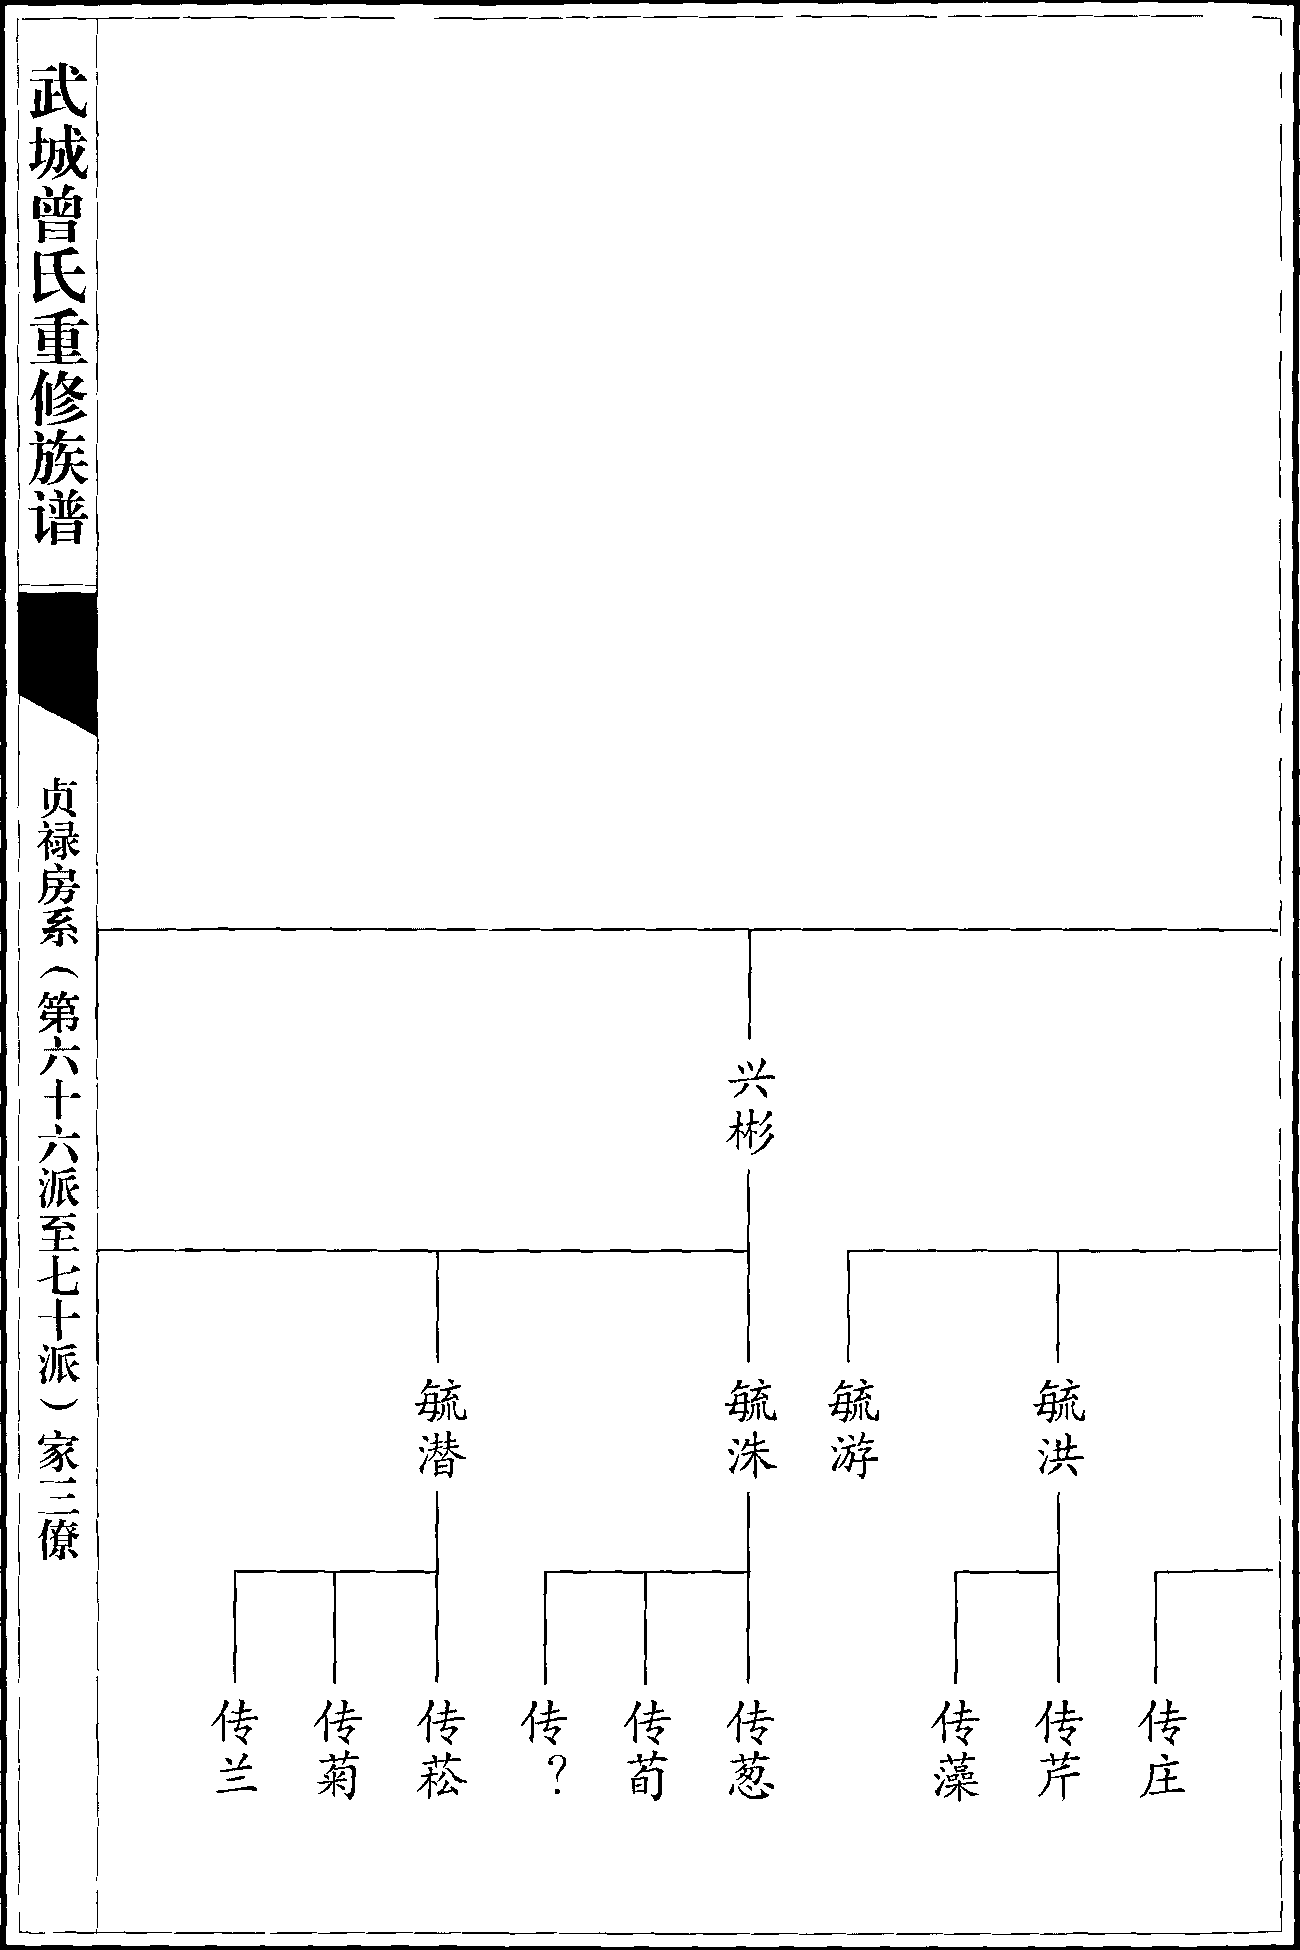 武城曾氏重修族谱
贞禄房系（第六十六派至七十派）家三僚
兴彬
毓洪
毓游
毓洙
毓潜
传庄
传芹
传藻
传葱
传荀
传?
传菘
传菊
传兰